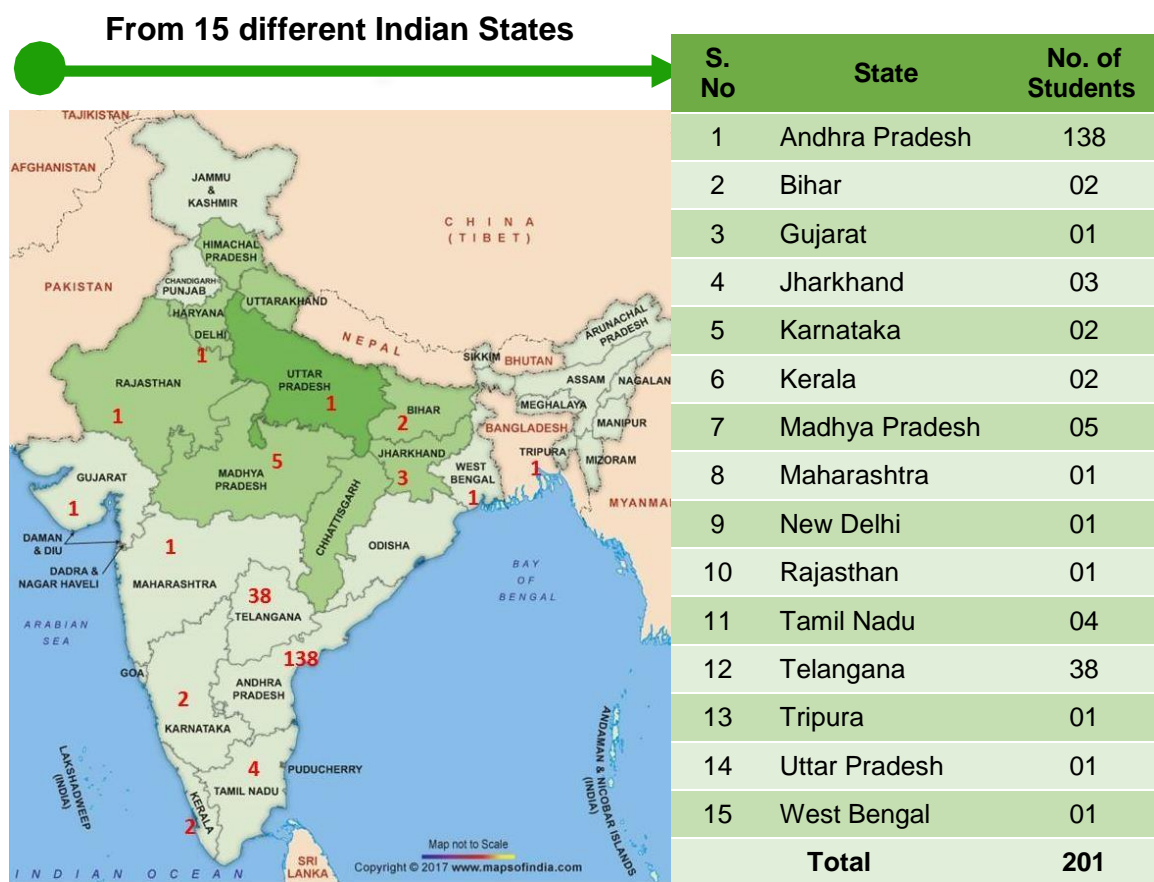 From 15 different Indian States
S. No State No. of Students
1 Andhra Pradesh 138
2 Bihar 02
3 Gujarat 01
4 Jharkhand 03
5 Karnataka 02
6 Kerala 02
7 Madhya Pradesh 05
8 Maharashtra 01
9 New Delhi 01
10 Rajasthan 01
11 Tamil Nadu 04
12 Telangana 38
13 Tripura 01
14 Uttar Pradesh 01
15 West Bengal 01
Total 201
TAJIKISTAN
AFGHANISTAN
JAMMU
&
KASHMIR
CHINA
(TIBET)
HIMACHAL
PRADESH
PAKISTAN
CHANDIGARH
PUNJAB
UTTARAKHAND
HARYANA
DELHI
1
NEPAL
ARUNACHAL
PRADESH
SIKKIM
BHUTAN
RAJASTHAN
1
UTTAR
PRADESH
1
BIHAR
2
ASSAM
NAGALAN
MEGHALAYA
MANIPUR
BANGLADESH
TRIPURA
1
MIZORAM
MYANMAR
GUJARAT
1
MADHYA
PRADESH
5
JHARKHAND
3
WEST
BENGAL
1
CHHATTISGARH
ODISHA
DAMAN
& DIU
DADRA &
NAGAR HAVELI
1
MAHARASHTRA
38
TELANGANA
BAY
OF
BENGAL
ARABIAN
SEA
GOA
138
ANDHRA
PRADESH
2
KARNATAKA
4
TAMIL NADU
PUDUCHERRY
KERALA
2
LAKSHADWEEP
(INDIA)
ANDAMAN & NICOBAR ISLANDS
(INDIA)
SRI
LANKA
INDIAN OCEAN
Map not to Scale
Copyright © 2017 www.mapsofindia.com